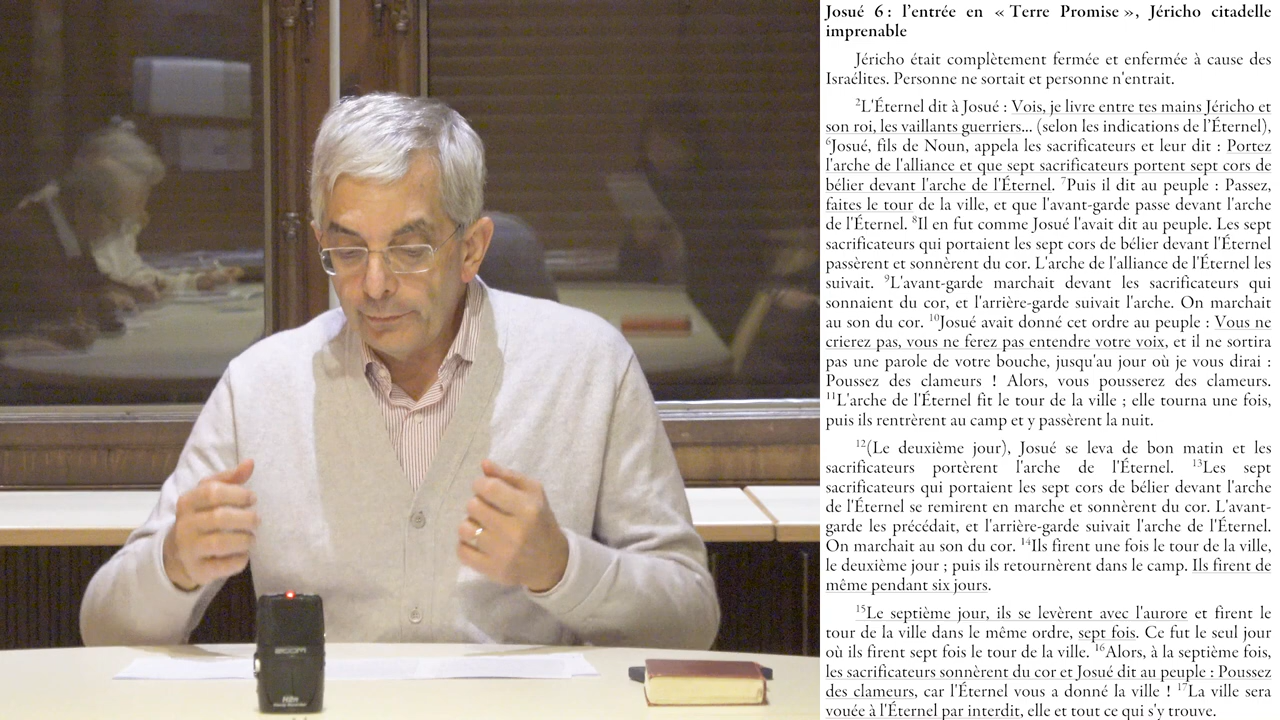 Josué 6 : l'entrée en « Terre Promise », Jéricho citadelle
imprenable
Jéricho était complètement fermée et enfermée à cause des
Israélites. Personne ne sortait et personne n'entrait.
²L'Éternel dit à Josué : Vois, je livre entre tes mains Jéricho et
son roi, les vaillants guerriers... (selon les indications de l'Éternel),
⁶Josué, fils de Noun, appela les sacrificateurs et leur dit : Portez
l'arche de l'alliance et que sept sacrificateurs portent sept cors de
bélier devant l'arche de l'Éternel. ⁷Puis il dit au peuple : Passez,
faites le tour de la ville, et que l'avant-garde passe devant l'arche
de l'Éternel. ⁸Il en fut comme Josué l'avait dit au peuple. Les sept
sacrificateurs qui portaient les sept cors de bélier devant l'Éternel
passèrent et sonnèrent du cor. L'arche de l'alliance de l'Éternel les
suivait. ⁹L'avant-garde marchait devant les sacrificateurs qui
sonnaient du cor, et l'arrière-garde suivait l'arche. On marchait
au son du cor. ¹⁰Josué avait donné cet ordre au peuple : Vous ne
crierez pas, vous ne ferez pas entendre votre voix, et il ne sortira
pas une parole de votre bouche, jusqu'au jour où je vous dirai :
Poussez des clameurs ! Alors, vous pousserez des clameurs.
¹¹L'arche de l'Éternel fit le tour de la ville ; elle tourna une fois,
puis ils rentrèrent au camp et y passèrent la nuit.
¹²(Le deuxième jour), Josué se leva de bon matin et les
sacrificateurs portèrent l'arche de l'Éternel. ¹³Les sept
sacrificateurs qui portaient les sept cors de bélier devant l'arche
de l'Éternel se remirent en marche et sonnèrent du cor. L'avant-
garde les précédait, et l'arrière-garde suivait l'arche de l'Éternel.
On marchait au son du cor. ¹⁴Ils firent une fois le tour de la ville,
le deuxième jour ; puis ils retournèrent dans le camp. Ils firent de
même pendant six jours.
¹⁵Le septième jour, ils se levèrent avec l'aurore et firent le
tour de la ville dans le même ordre, sept fois. Ce fut le seul jour
où ils firent sept fois le tour de la ville. ¹⁶Alors, à la septième fois,
les sacrificateurs sonnèrent du cor et Josué dit au peuple : Poussez
des clameurs, car l'Éternel vous a donné la ville ! ¹⁷La ville sera
vouée à l'Éternel par interdit, elle et tout ce qui s'y trouve.
zoom
H2n